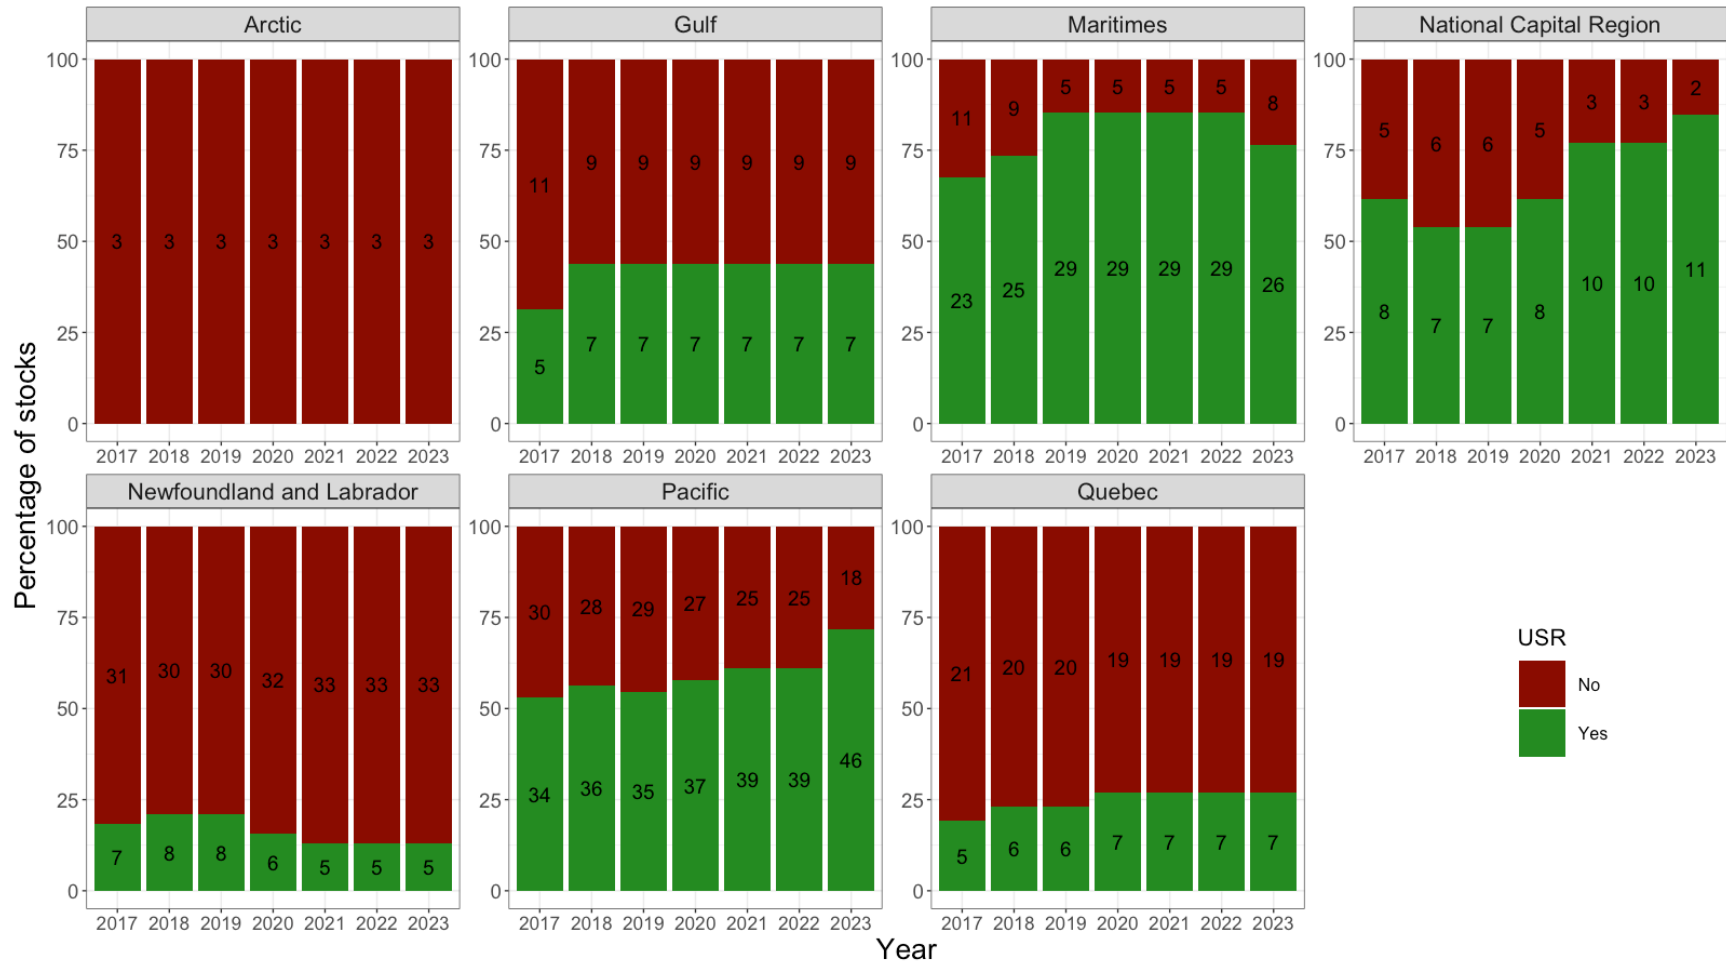 Arctic
Gulf
Maritimes
National Capital Region
100 75 50 25 0
3 3 3 3 3 3 3
2017 2018 2019 2020 2021 2022 2023
100 75 50 25 0
11 9 9 9 9 9 9
5 7 7 7 7 7 7
2017 2018 2019 2020 2021 2022 2023
100 75 50 25 0
11 9 5 5 5 5 8
23 25 29 29 29 29 26
2017 2018 2019 2020 2021 2022 2023
100 75 50 25 0
5 6 6 5 3 3 2
8 7 7 8 10 10 11
2017 2018 2019 2020 2021 2022 2023
Percentage of stocks
Newfoundland and Labrador
Pacific
Quebec
100 75 50 25 0
31 30 30 32 33 33 33
7 8 8 6 5 5 5
2017 2018 2019 2020 2021 2022 2023
100 75 50 25 0
30 28 29 27 25 25 18
34 36 35 37 39 39 46
2017 2018 2019 2020 2021 2022 2023
100 75 50 25 0
21 20 20 19 19 19 19
5 6 6 7 7 7 7
2017 2018 2019 2020 2021 2022 2023
Year
USR
No
Yes